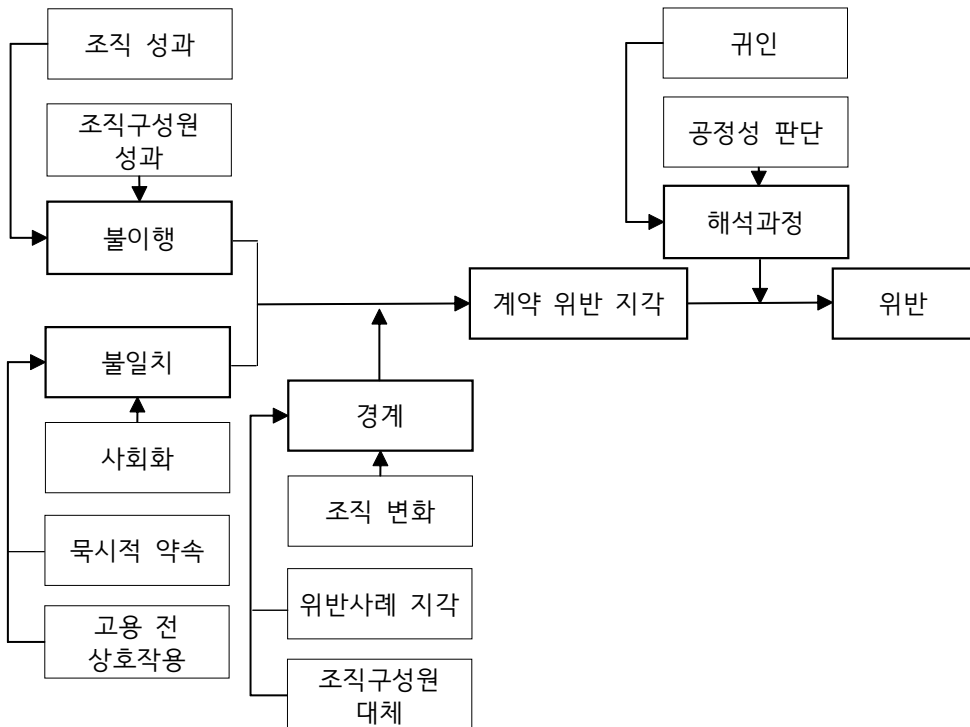 조직 성과
조직구성원
성과
불이행
불일치
사회화
묵시적 약속
고용 전
상호작용
경계
조직 변화
위반사례 지각
조직구성원
대체
계약 위반 지각
귀인
공정성 판단
해석과정
위반